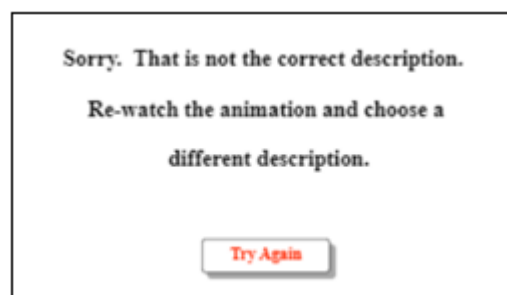 Sorry.  That is not the correct description.
Re-watch the animation and choose a
different description.
Try Again